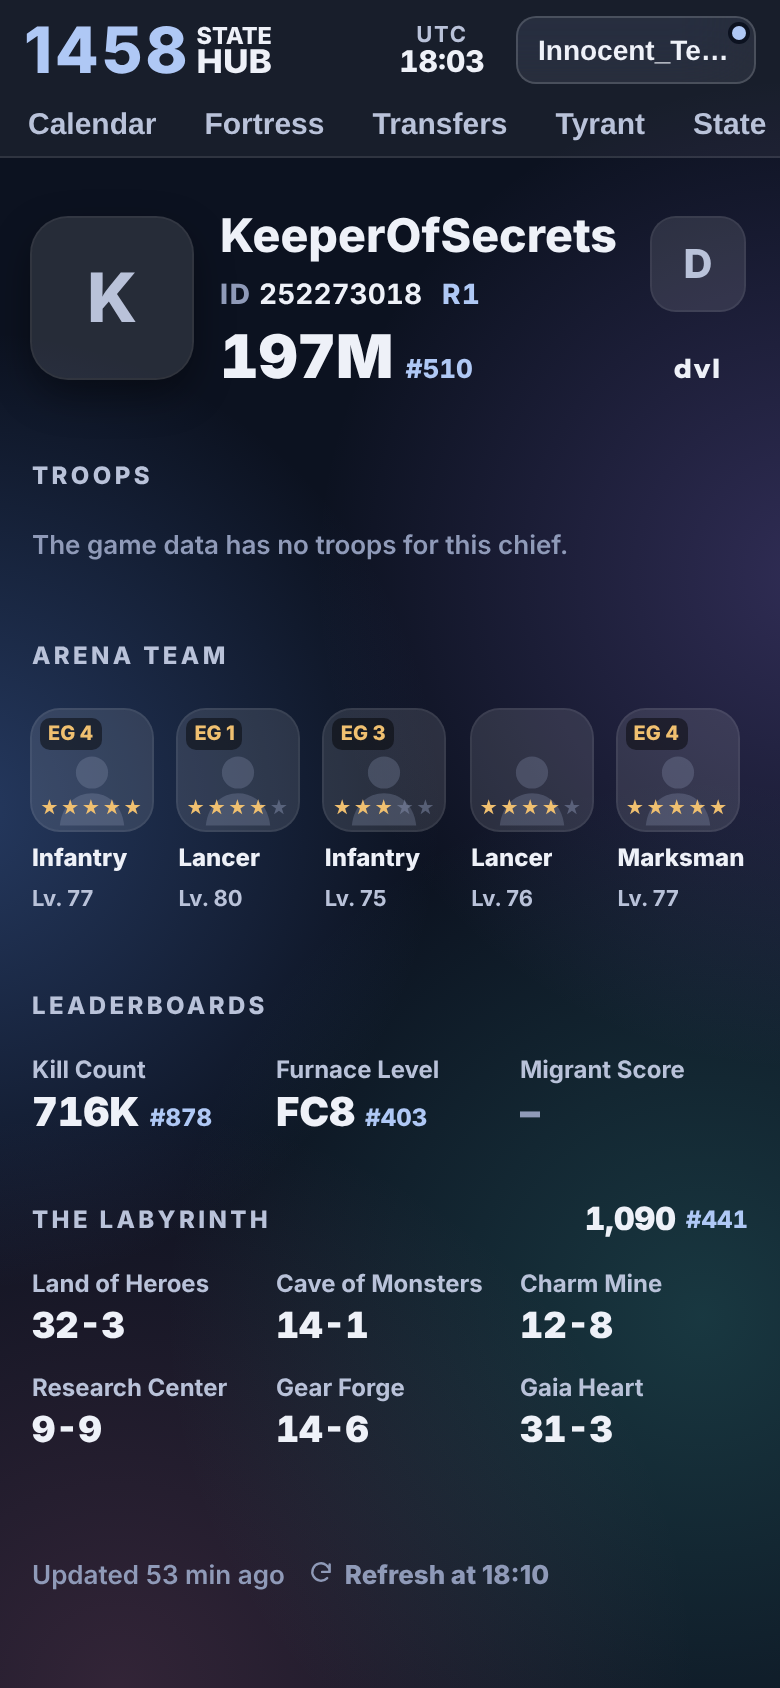 1458 STATE HUB
UTC
18:03
Innocent_Te...
Calendar Fortress Transfers Tyrant State
K
KeeperOfSecrets
ID 252273018 R1
197M #510
D
dvl
TROOPS
The game data has no troops for this chief.
ARENA TEAM
EG 4 EG 1 EG 3 EG 4
Infantry Lancer Infantry Lancer Marksman
Lv. 77 Lv. 80 Lv. 75 Lv. 76 Lv. 77
LEADERBOARDS
Kill Count Furnace Level Migrant Score
716K #878 FC8 #403 –
THE LABYRINTH 1,090 #441
Land of Heroes Cave of Monsters Charm Mine
32-3 14-1 12-8
Research Center Gear Forge Gaia Heart
9-9 14-6 31-3
Updated 53 min ago Refresh at 18:10